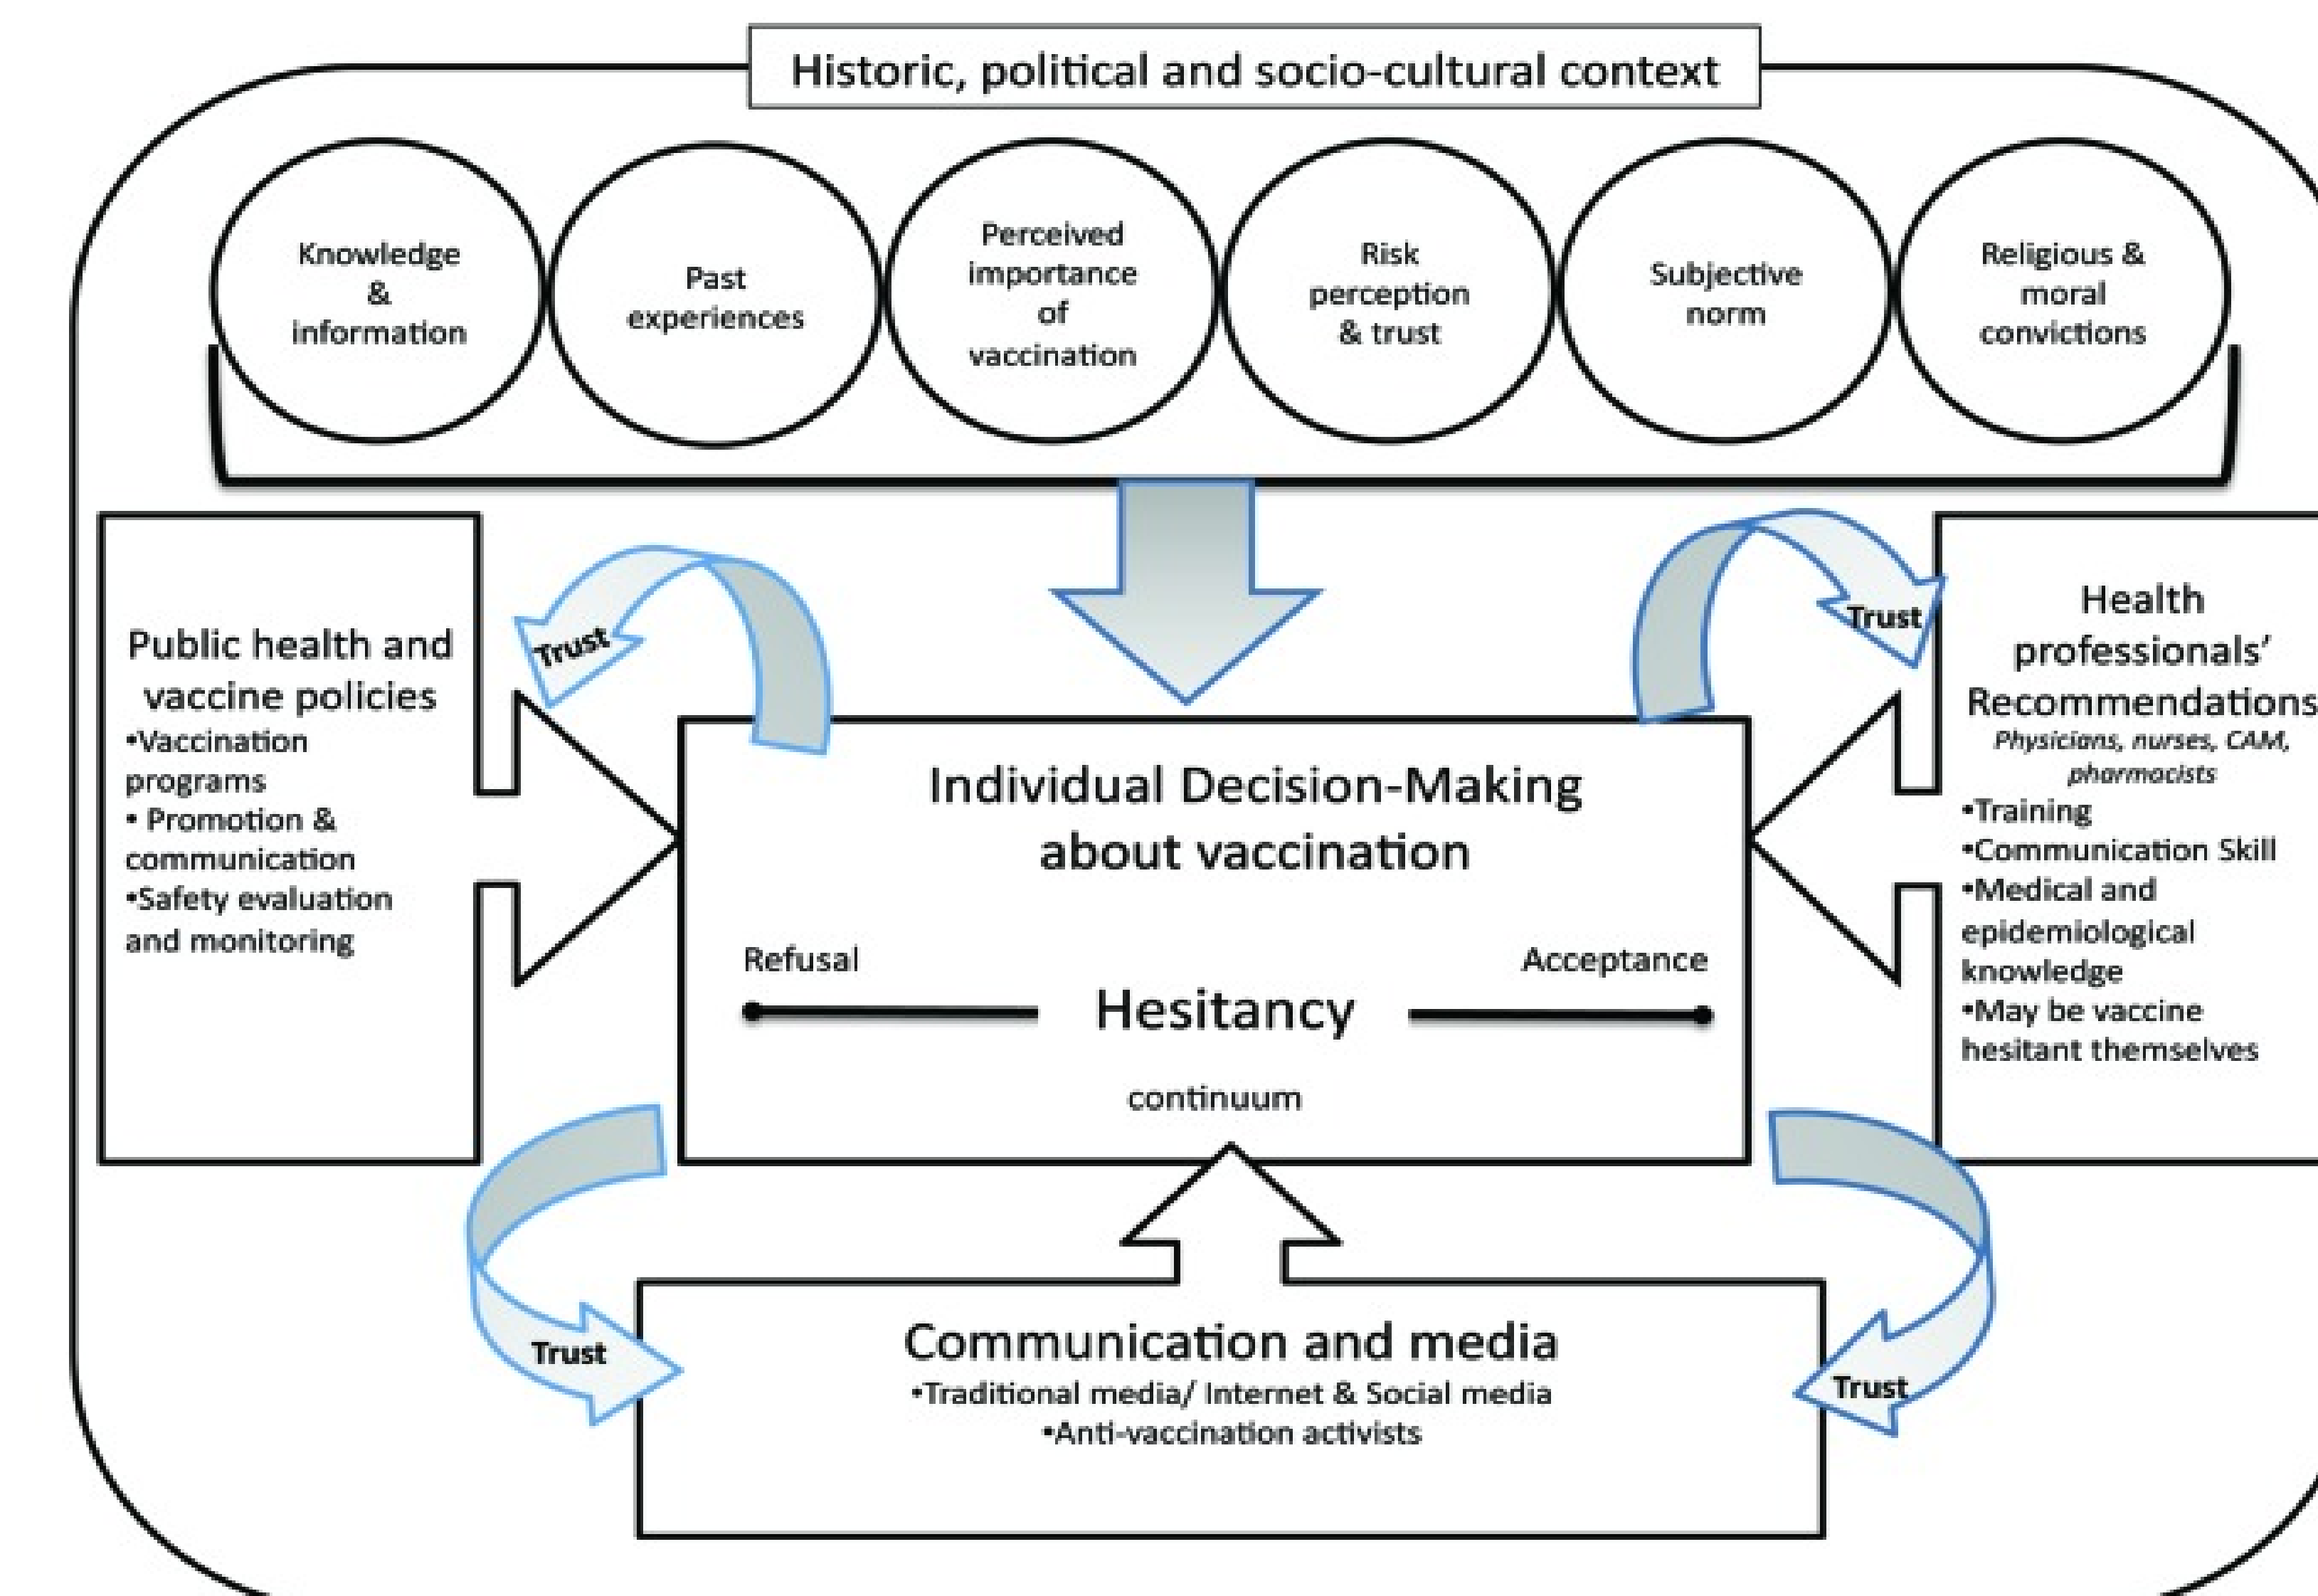 Historic, political and socio-cultural context
Knowledge
&
information
Past
experiences
Perceived
importance
of
vaccination
Risk
perception
& trust
Subjective
norm
Religious &
moral
convictions
Public health and
vaccine policies
•Vaccination
programs
• Promotion &
communication
•Safety evaluation
and monitoring
Trust
Trust
Health
professionals’
Recommendations
Physicians, nurses, CAM,
pharmacists
•Training
•Communication Skill
•Medical and
epidemiological
knowledge
•May be vaccine
hesitant themselves
Individual Decision-Making
about vaccination
Refusal
Acceptance
Hesitancy
continuum
Trust
Trust
Communication and media
•Traditional media/ Internet & Social media
•Anti-vaccination activists